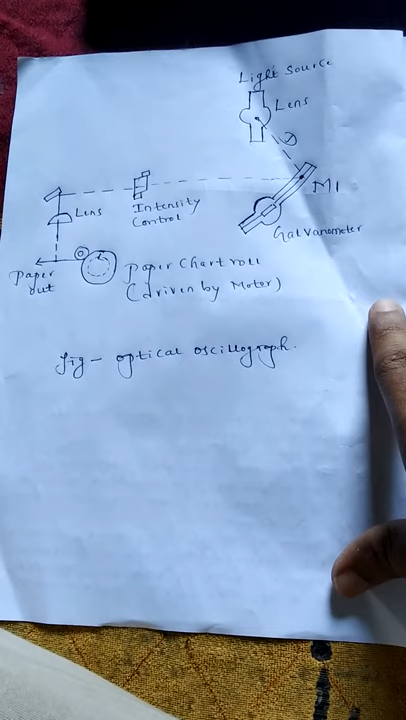 Light Source
Lens
M1
Galvanometer
Intensity
Control
Lens
Paper
out
Paper Chart roll
(driven by Motor)
fig - optical oscillograph.